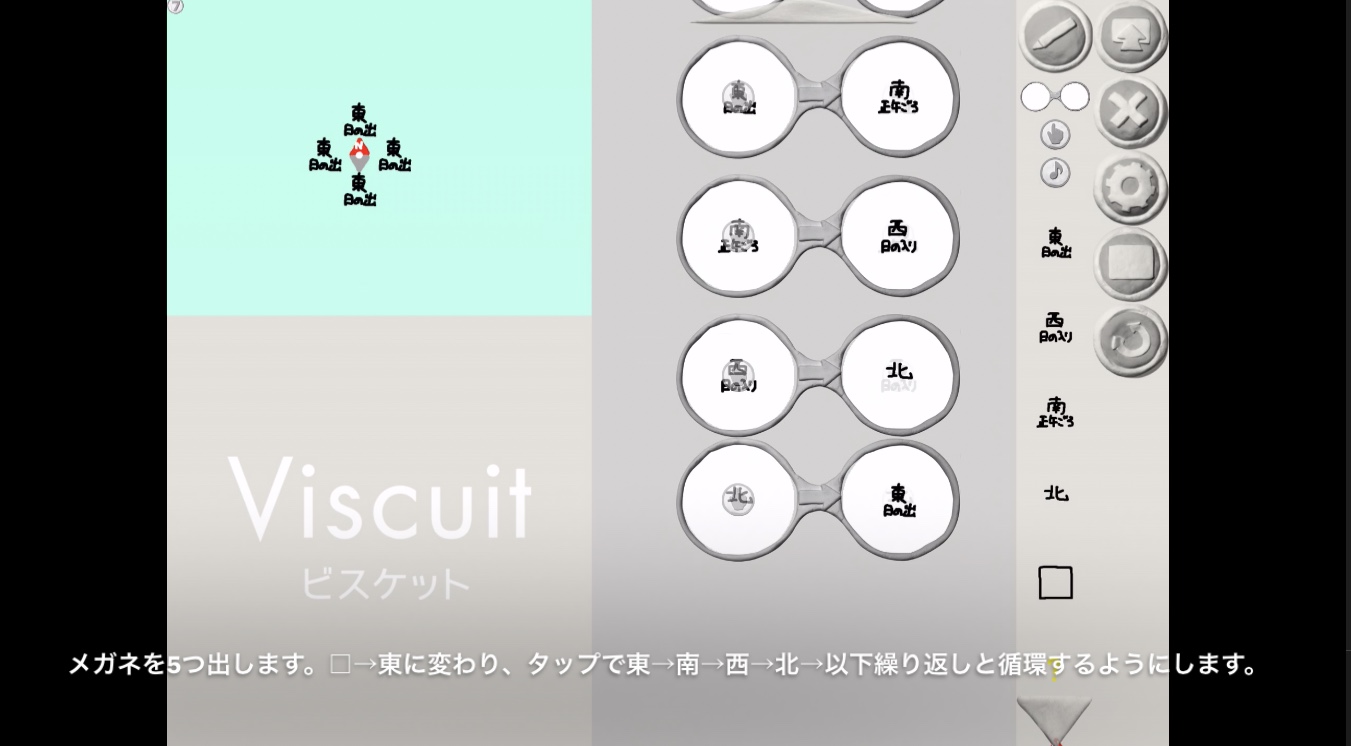 ⑦
東
日の出
東
日の出
N
東
日の出
東
日の出
東
日の出
南
正午ごろ
南
正午ごろ
西
日の入り
西
日の入り
北
日の入り
北
東
日の出
東
日の出
西
日の入り
南
正午ごろ
北
Viscuit
ビスケット
メガネを5つ出します。□→東に変わり、タップで東→南→西→北→以下繰り返しと循環するようにします。